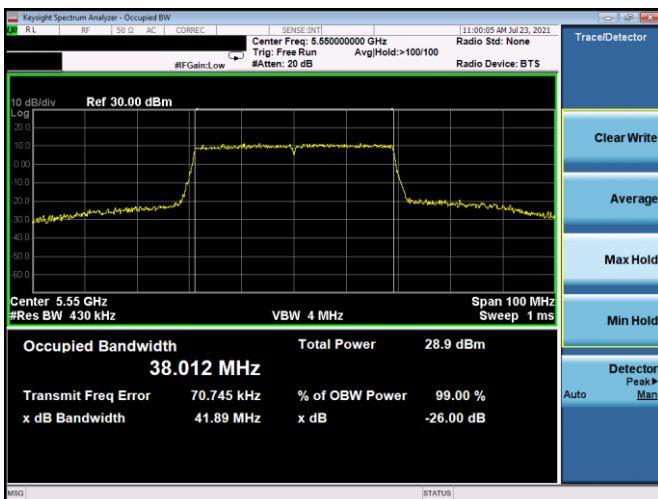 Keysight Spectrum Analyzer - Occupied BW
RL RF 50 Ω AC CORREC SENSE:INT 11:00:05 AM Jul 23, 2021
Center Freq: 5.550000000 GHz Radio Std: None
Trig: Free Run Avg|Hold:>100/100
#IFGain:Low #Atten: 20 dB Radio Device: BTS
10 dB/div Ref 30.00 dBm
Log
20.0
10.0
0.00
-10.0
-20.0
-30.0
-40.0
-50.0
-60.0
Center 5.55 GHz Span 100 MHz
#Res BW 430 kHz VBW 4 MHz Sweep 1 ms
Occupied Bandwidth Total Power 28.9 dBm
38.012 MHz
Transmit Freq Error 70.745 kHz % of OBW Power 99.00 %
x dB Bandwidth 41.89 MHz x dB -26.00 dB
MSG STATUS
Trace/Detector
Clear Write
Average
Max Hold
Min Hold
Detector
Peak▶
Auto Man